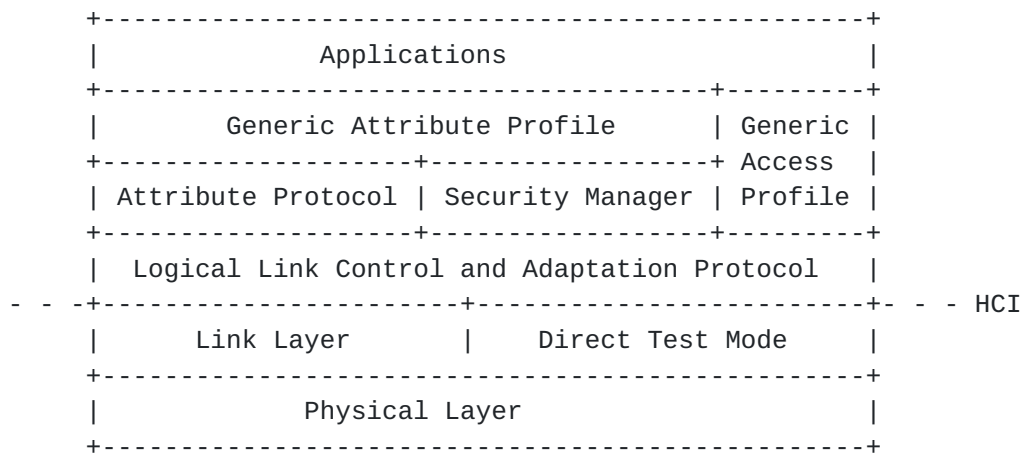 Applications
Generic Attribute Profile | Generic
Access
Attribute Protocol | Security Manager | Profile
Logical Link Control and Adaptation Protocol
HCI
Link Layer | Direct Test Mode
Physical Layer